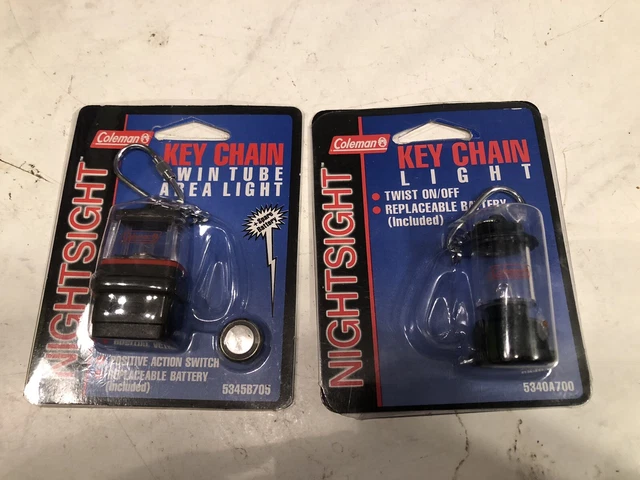 Coleman
KEY CHAIN
TWIN TUBE
AREA LIGHT
NIGHTSIGHT
POSITIVE ACTION SWITCH
REPLACEABLE BATTERY
(Included)
5345B705
Coleman
KEY CHAIN
LIGHT
TWIST ON/OFF
REPLACEABLE BATTERY
(Included)
NIGHTSIGHT
5340A700